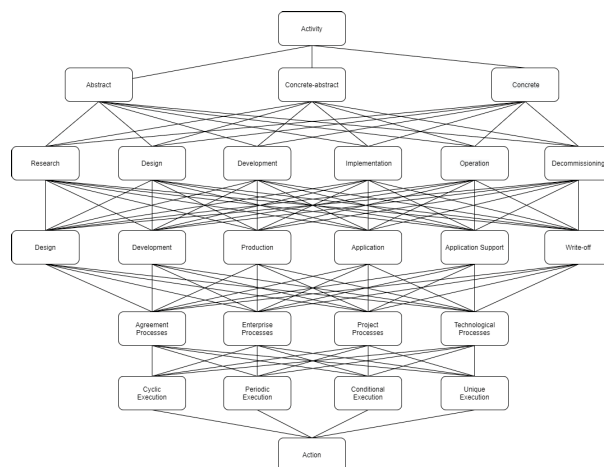 Activity
Abstract
Concrete-abstract
Concrete
Research
Design
Development
Implementation
Operation
Decommissioning
Design
Development
Production
Application
Application Support
Write-off
Agreement
Processes
Enterprise
Processes
Project
Processes
Technological
Processes
Cyclic
Execution
Periodic
Execution
Conditional
Execution
Unique
Execution
Action